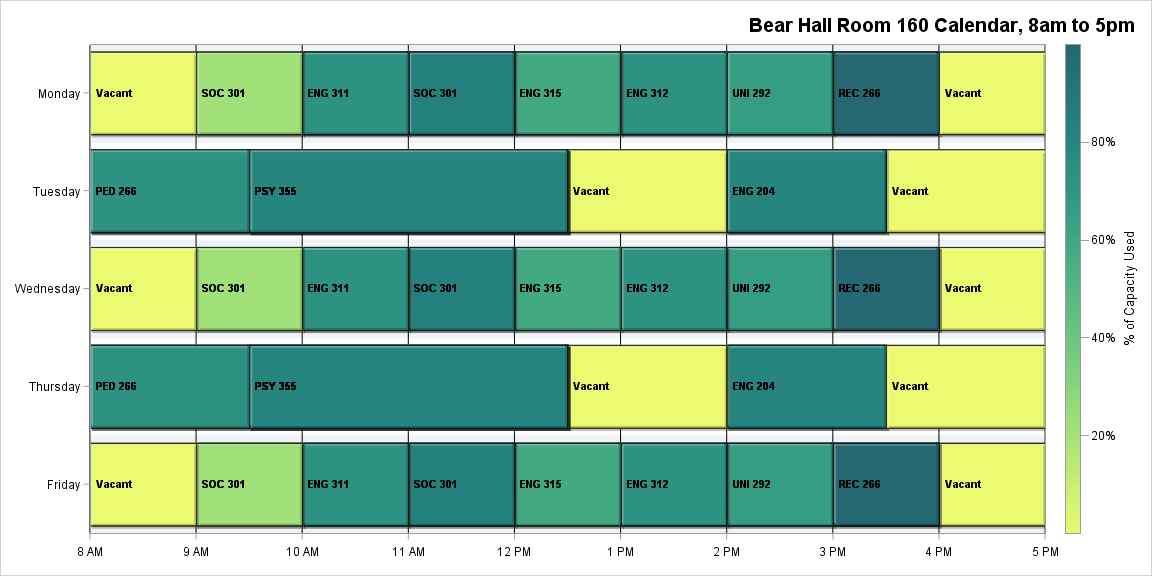 Bear Hall Room 160 Calendar, 8am to 5pm
Monday
Vacant SOC 301 ENG 311 SOC 301 ENG 315 ENG 312 UNI 292 REC 266 Vacant
Tuesday
PED 266 PSY 355 Vacant ENG 204 Vacant
Wednesday
Vacant SOC 301 ENG 311 SOC 301 ENG 315 ENG 312 UNI 292 REC 266 Vacant
Thursday
PED 266 PSY 355 Vacant ENG 204 Vacant
Friday
Vacant SOC 301 ENG 311 SOC 301 ENG 315 ENG 312 UNI 292 REC 266 Vacant
8 AM 9 AM 10 AM 11 AM 12 PM 1 PM 2 PM 3 PM 4 PM 5 PM
80%
60%
40%
20%
% of Capacity Used